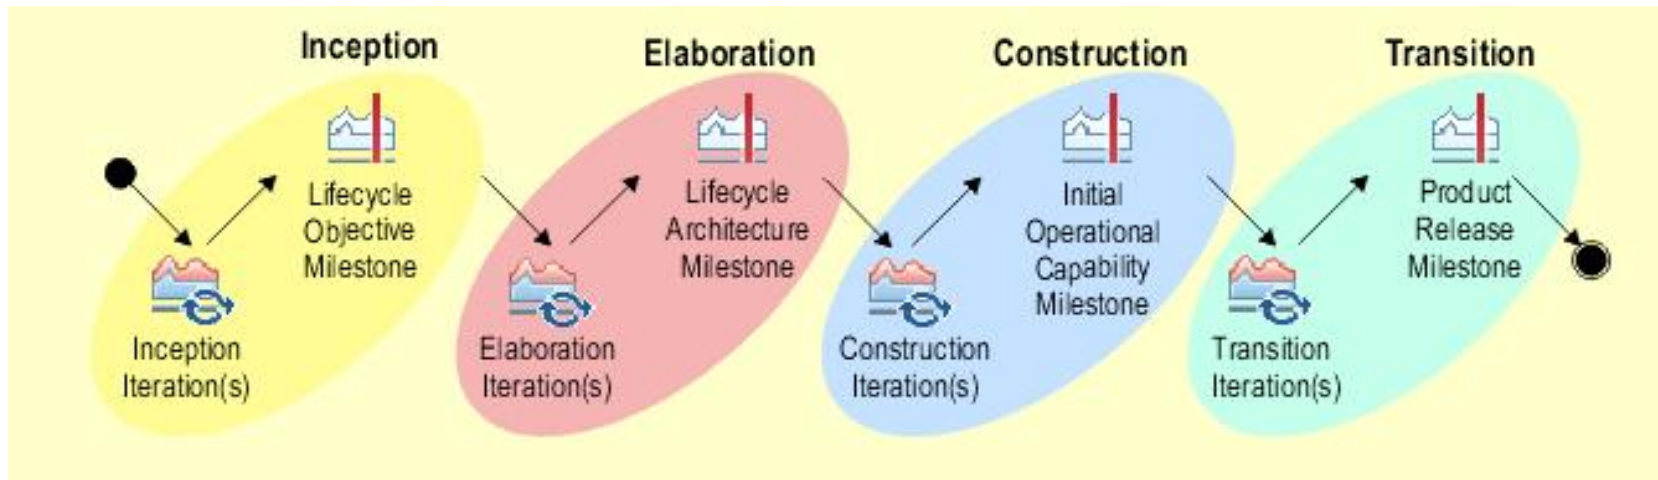 Inception
Elaboration
Construction
Transition
Lifecycle
Objective
Milestone
Inception
Iteration(s)
Lifecycle
Architecture
Milestone
Elaboration
Iteration(s)
Initial
Operational
Capability
Milestone
Construction
Iteration(s)
Product
Release
Milestone
Transition
Iteration(s)